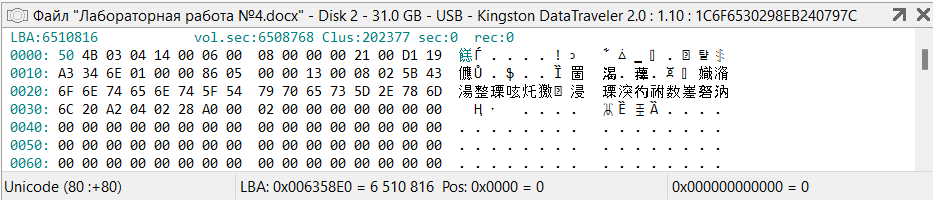 Файл "Лабораторная работа №4.docx" - Disk 2 - 31.0 GB - USB - Kingston DataTraveler 2.0 : 1.10 : 1C6F6530298EB240797C
LBA:6510816 vol.sec:6508768 Clus:202377 sec:0 rec:0
0000: 50 4B 03 04 14 00 06 00 08 00 00 00 21 00 D1 19
0010: A3 34 6E 01 00 00 86 05 00 00 13 00 08 02 5B 43
0020: 6F 6E 74 65 6E 74 5F 54 79 70 65 73 5D 2E 78 6D
0030: 6C 20 A2 04 02 28 A0 00 02 00 00 00 00 00 00 00
0040: 00 00 00 00 00 00 00 00 00 00 00 00 00 00 00 00 . . . . . . . . . . . . . . . .
0050: 00 00 00 00 00 00 00 00 00 00 00 00 00 00 00 00 . . . . . . . . . . . . . . . .
0060: 00 00 00 00 00 00 00 00 00 00 00 00 00 00 00 00 . . . . . . . . . . . . . . . .
Unicode (80 :+80) LBA: 0x006358E0 = 6 510 816 Pos: 0x0000 = 0 0x000000000000 = 0